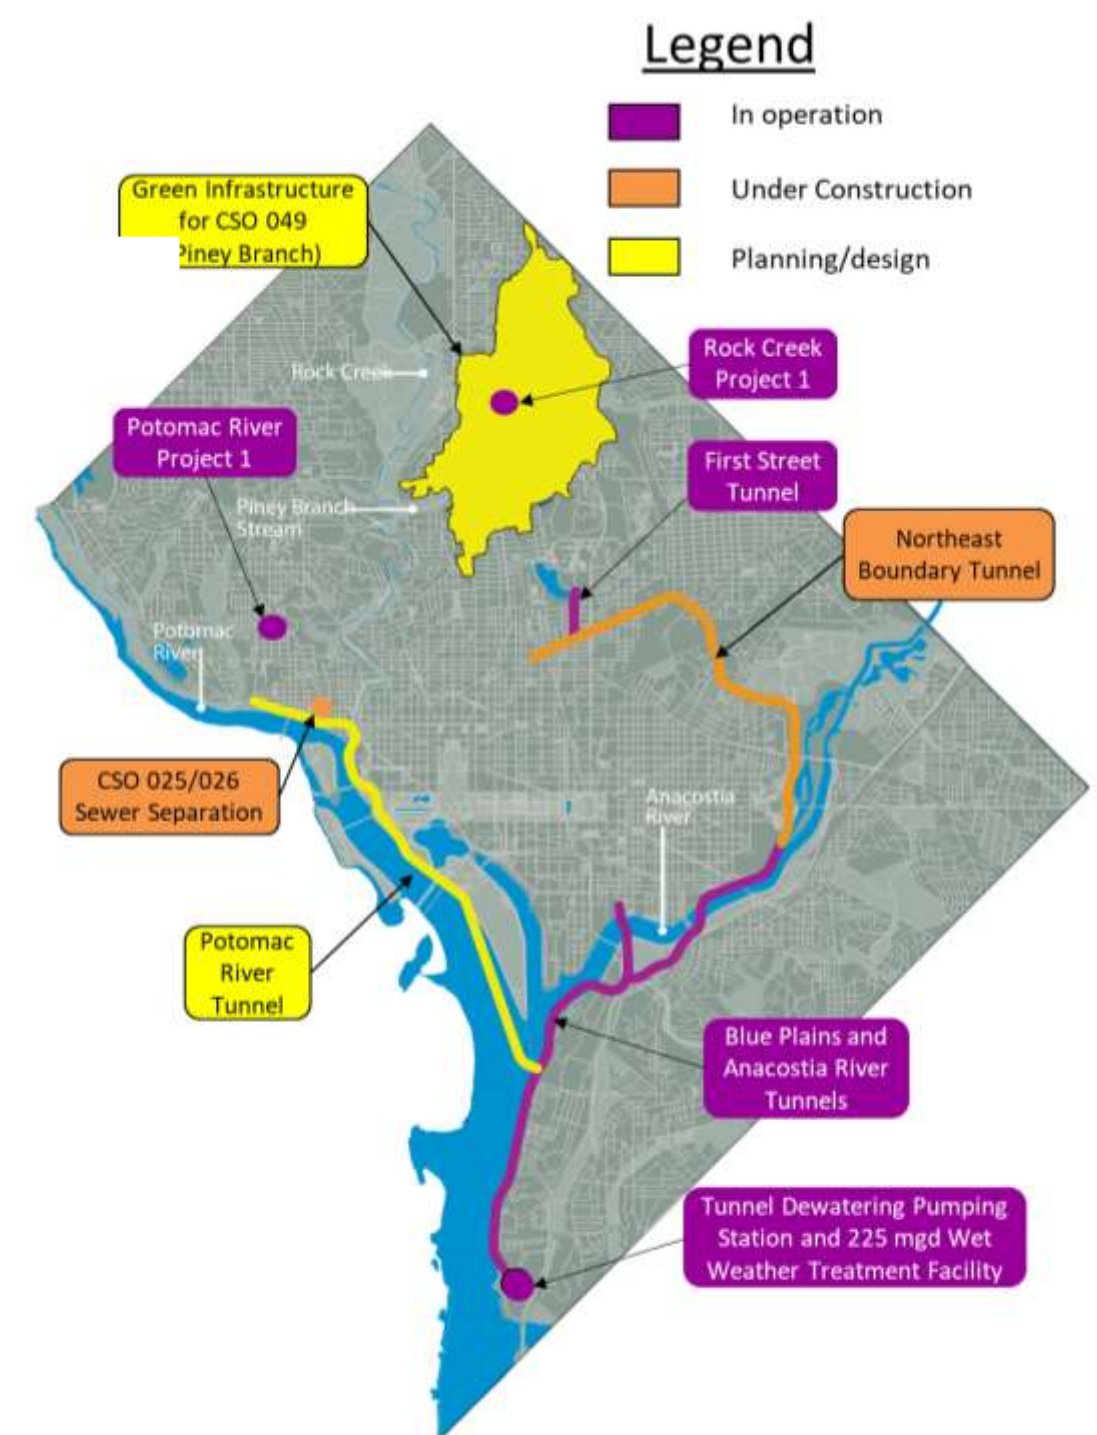 Legend
In operation
Under Construction
Planning/design
Green Infrastructure
for CSO 049
Piney Branch)
Rock Creek
Project 1
Rock Creek
Potomac River
Project 1
First Street
Tunnel
Piney Branch
Stream
Northeast
Boundary Tunnel
Potomac
River
CSO 025/026
Sewer Separation
Anacostia
River
Potomac
River
Tunnel
Blue Plains and
Anacostia River
Tunnels
Tunnel Dewatering Pumping
Station and 225 mgd Wet
Weather Treatment Facility